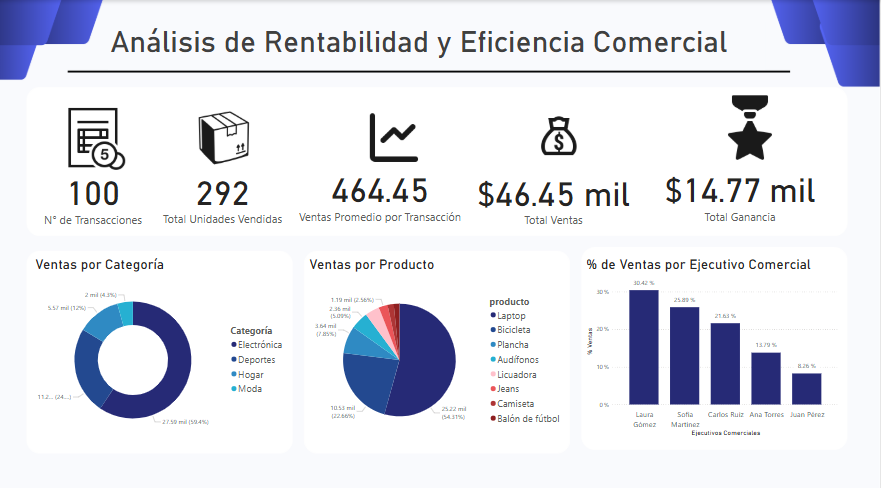 Análisis de Rentabilidad y Eficiencia Comercial
5
$
100
292
464.45
$46.45 mil
$14.77 mil
N° de Transacciones
Total Unidades Vendidas
Ventas Promedio por Transacción
Total Ventas
Total Ganancia
Ventas por Categoría
2 mil (4.3%)
5.57 mil (12%)
11.2... (24....)
27.59 mil (59.4%)
Categoría
Electrónica
Deportes
Hogar
Moda
Ventas por Producto
1.19 mil (2.56%)
2.36 mil
(5.09%)
3.64 mil
(7.85%)
10.53 mil
(22.66%)
25.22 mil
(54.31%)
producto
Laptop
Bicicleta
Plancha
Audífonos
Licuadora
Jeans
Camiseta
Balón de fútbol
% de Ventas por Ejecutivo Comercial
% Ventas
30 %
20 %
10 %
0 %
30.42 %
25.89 %
21.63 %
13.79 %
8.26 %
Laura
Gómez
Sofía
Martínez
Carlos Ruiz
Ana Torres
Juan Pérez
Ejecutivos Comerciales